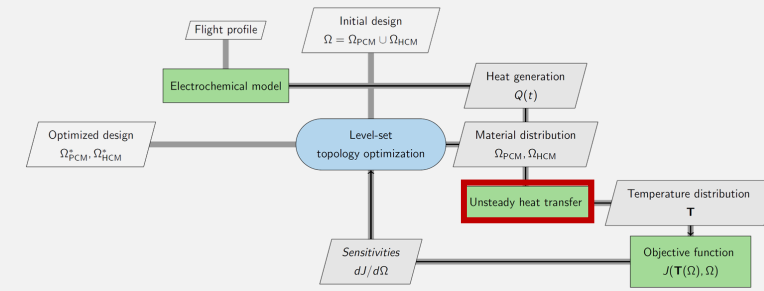 Flight profile
Initial design
Ω = Ω_PCM ∪ Ω_HCM
Electrochemical model
Heat generation
Q(t)
Optimized design
Ω*_PCM, Ω*_HCM
Level-set
topology optimization
Material distribution
Ω_PCM, Ω_HCM
Unsteady heat transfer
Temperature distribution
T
Sensitivities
dJ/dΩ
Objective function
J(T(Ω), Ω)